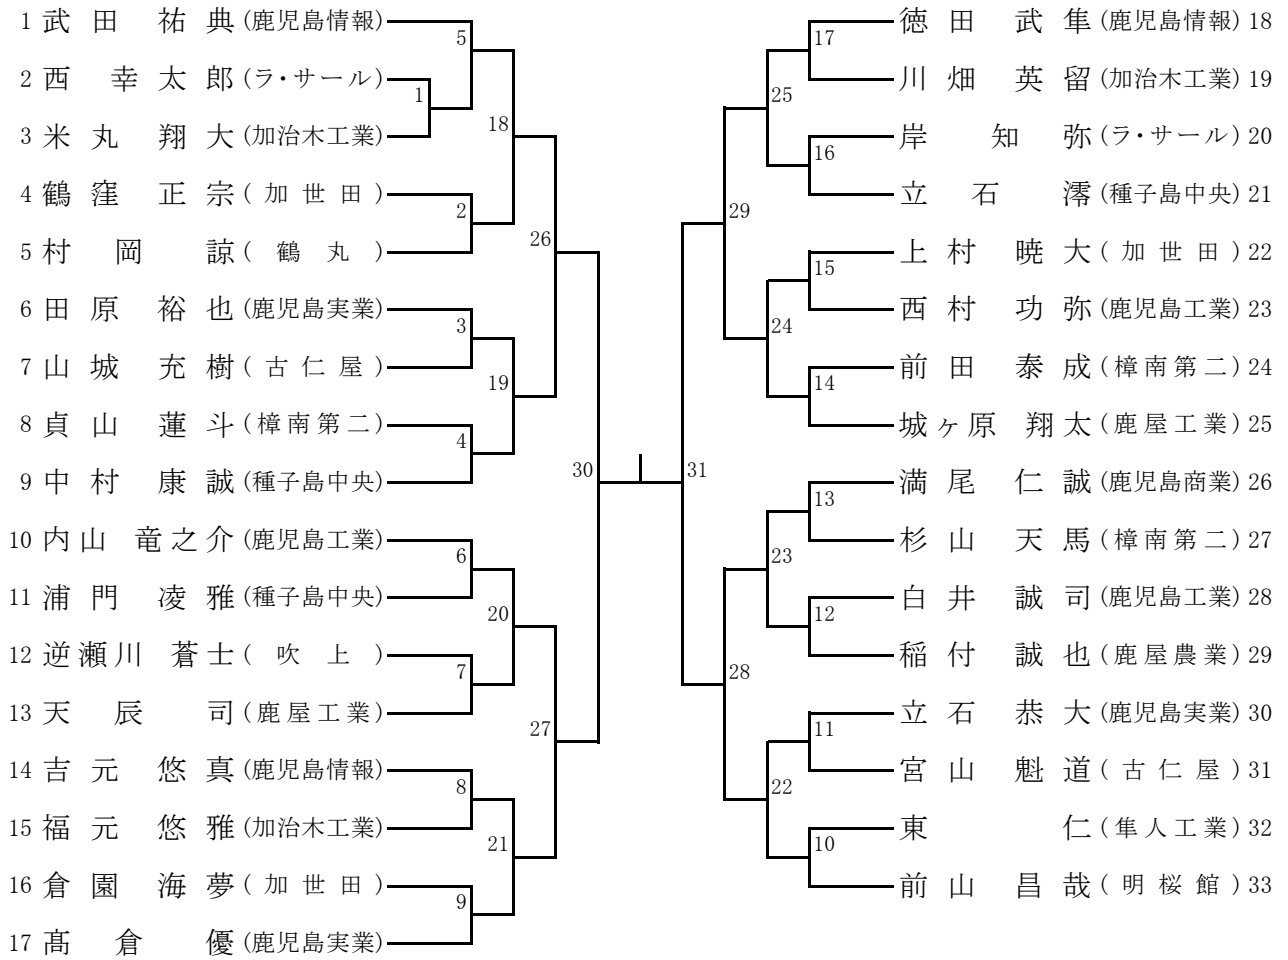 1 武田 祐典 (鹿児島情報)
2 西 幸太郎 (ラ・サール)
3 米丸 翔大 (加治木工業)
4 鶴窪 正宗 (加世田)
5 村岡 諒 (鶴丸)
6 田原 裕也 (鹿児島実業)
7 山城 充樹 (古仁屋)
8 貞山 蓮斗 (樟南第二)
9 中村 康誠 (種子島中央)
10 内山 竜之介 (鹿児島工業)
11 浦門 凌雅 (種子島中央)
12 逆瀬川 蒼士 (吹上)
13 天辰 司 (鹿屋工業)
14 吉元 悠真 (鹿児島情報)
15 福元 悠雅 (加治木工業)
16 倉園 海夢 (加世田)
17 髙倉 優 (鹿児島実業)
5
1
18
2
26
3
19
4
30
6
20
7
27
8
21
9
31
17
25
16
29
15
24
14
13
23
12
28
11
22
10
徳田 武隼 (鹿児島情報) 18
川畑 英留 (加治木工業) 19
岸 知弥 (ラ・サール) 20
立石 澪 (種子島中央) 21
上村 暁大 (加世田) 22
西村 功弥 (鹿児島工業) 23
前田 泰成 (樟南第二) 24
城ヶ原 翔太 (鹿屋工業) 25
満尾 仁誠 (鹿児島商業) 26
杉山 天馬 (樟南第二) 27
白井 誠司 (鹿児島工業) 28
稲付 誠也 (鹿屋農業) 29
立石 恭大 (鹿児島実業) 30
宮山 魁道 (古仁屋) 31
東 仁 (隼人工業) 32
前山 昌哉 (明桜館) 33